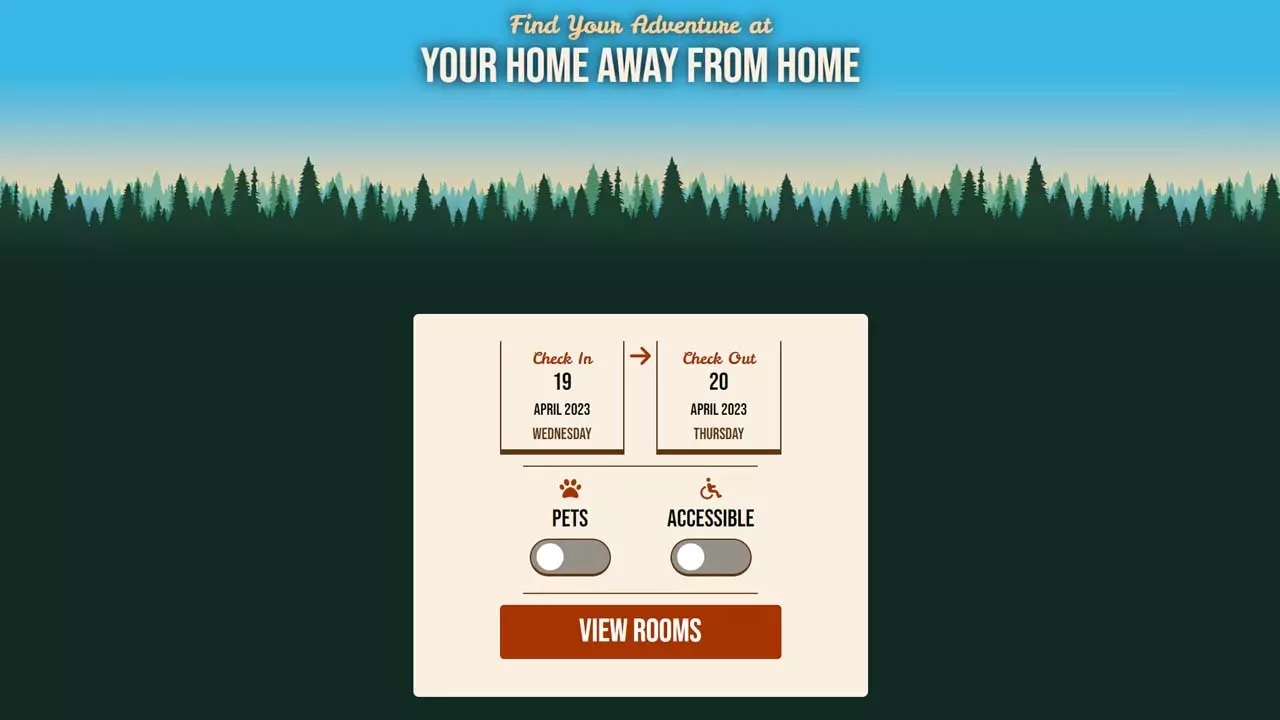 Find Your Adventure at
YOUR HOME AWAY FROM HOME
Check In
19
APRIL 2023
WEDNESDAY
Check Out
20
APRIL 2023
THURSDAY
PETS
ACCESSIBLE
VIEW ROOMS